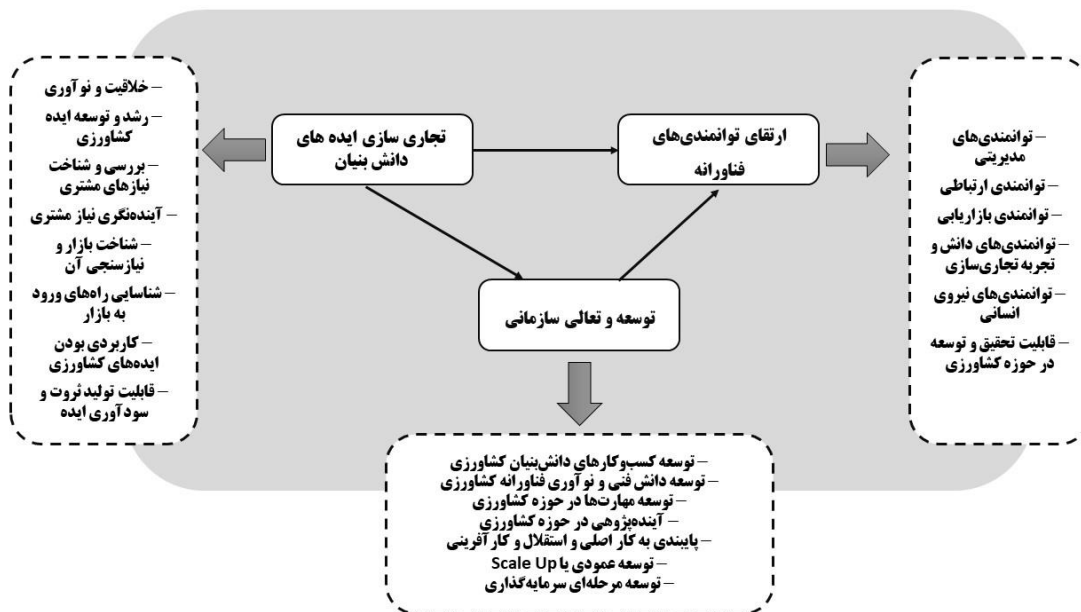 – خلاقیت و نوآوری
– رشد و توسعه ایده
کشاورزی
– بررسی و شناخت
نیازهای مشتری
– آینده‌نگری نیاز مشتری
– شناخت بازار و
نیازسنجی آن
– شناسایی راه‌های ورود
به بازار
– کاربردی بودن
ایده‌های کشاورزی
– قابلیت تولید ثروت و
سودآوری ایده
تجاری سازی ایده های
دانش بنیان
ارتقای توانمندی‌های
فناورانه
توسعه و تعالی سازمانی
– توانمندی‌های
مدیریتی
– توانمندی ارتباطی
– توانمندی بازاریابی
– توانمندی‌های دانش و
تجربه تجاری‌سازی
– توانمندی‌های نیروی
انسانی
– قابلیت تحقیق و توسعه
در حوزه کشاورزی
– توسعه کسب‌وکارهای دانش‌بنیان کشاورزی
– توسعه دانش فنی و نوآوری فناورانه کشاورزی
– توسعه مهارت‌ها در حوزه کشاورزی
– آینده‌پژوهی در حوزه کشاورزی
– پایبندی به کار اصلی و استقلال و کارآفرینی
– توسعه عمودی یا Scale Up
– توسعه مرحله‌ای سرمایه‌گذاری